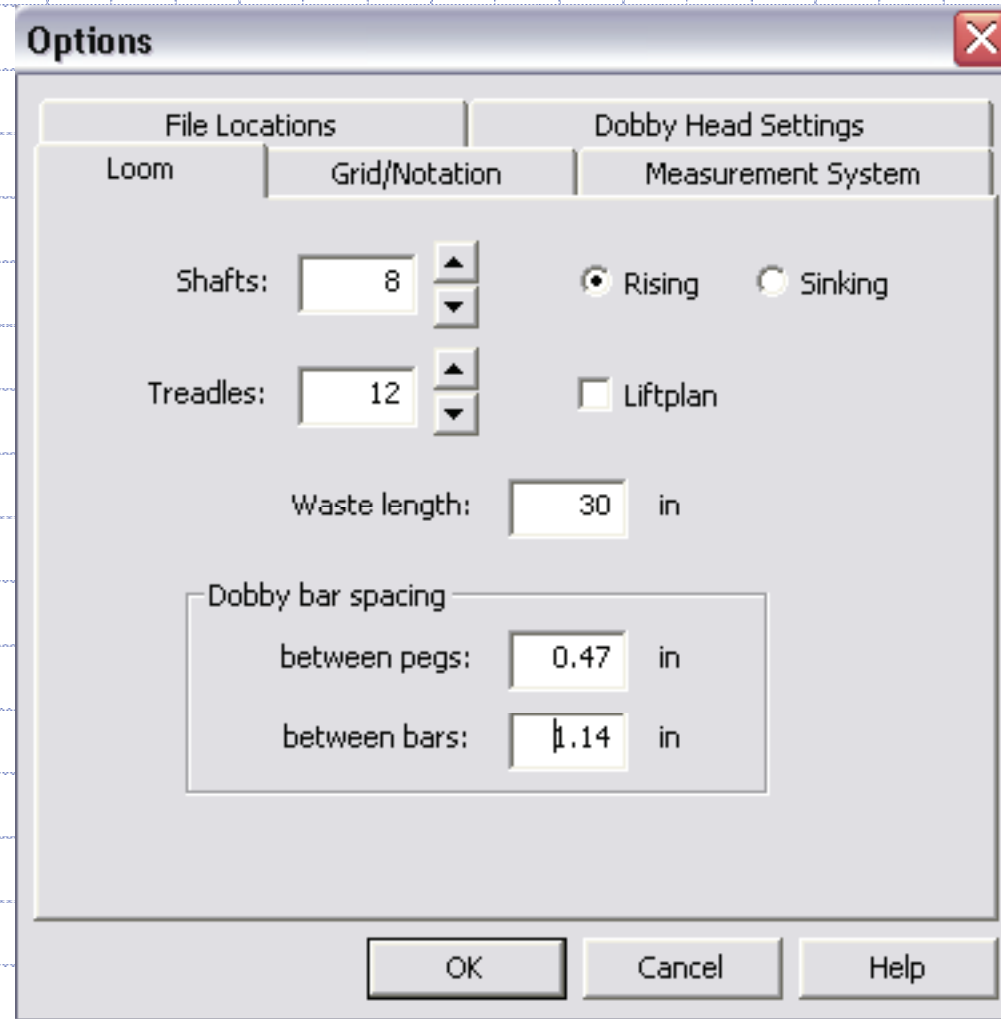 Options
File Locations Dobby Head Settings
Loom Grid/Notation Measurement System
Shafts: 8 Rising Sinking
Treadles: 12 Liftplan
Waste length: 30 in
Dobby bar spacing
between pegs: 0.47 in
between bars: 1.14 in
OK Cancel Help